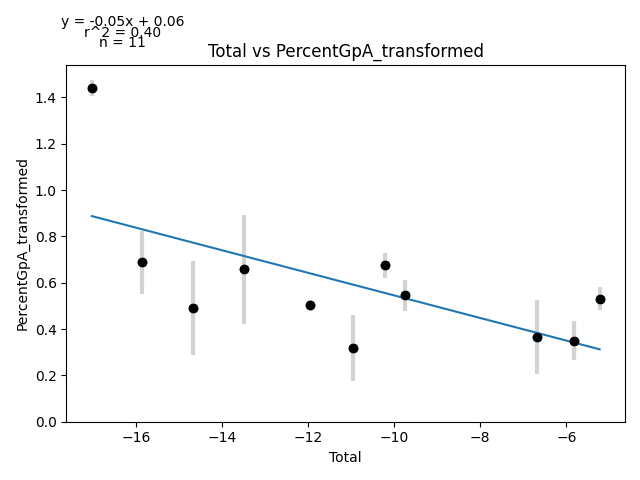 y = -0.05x + 0.06
r^2 = 0.40
n = 11
Total vs PercentGpA_transformed
PercentGpA_transformed
1.4
1.2
1.0
0.8
0.6
0.4
0.2
0.0
−16 −14 −12 −10 −8 −6
Total